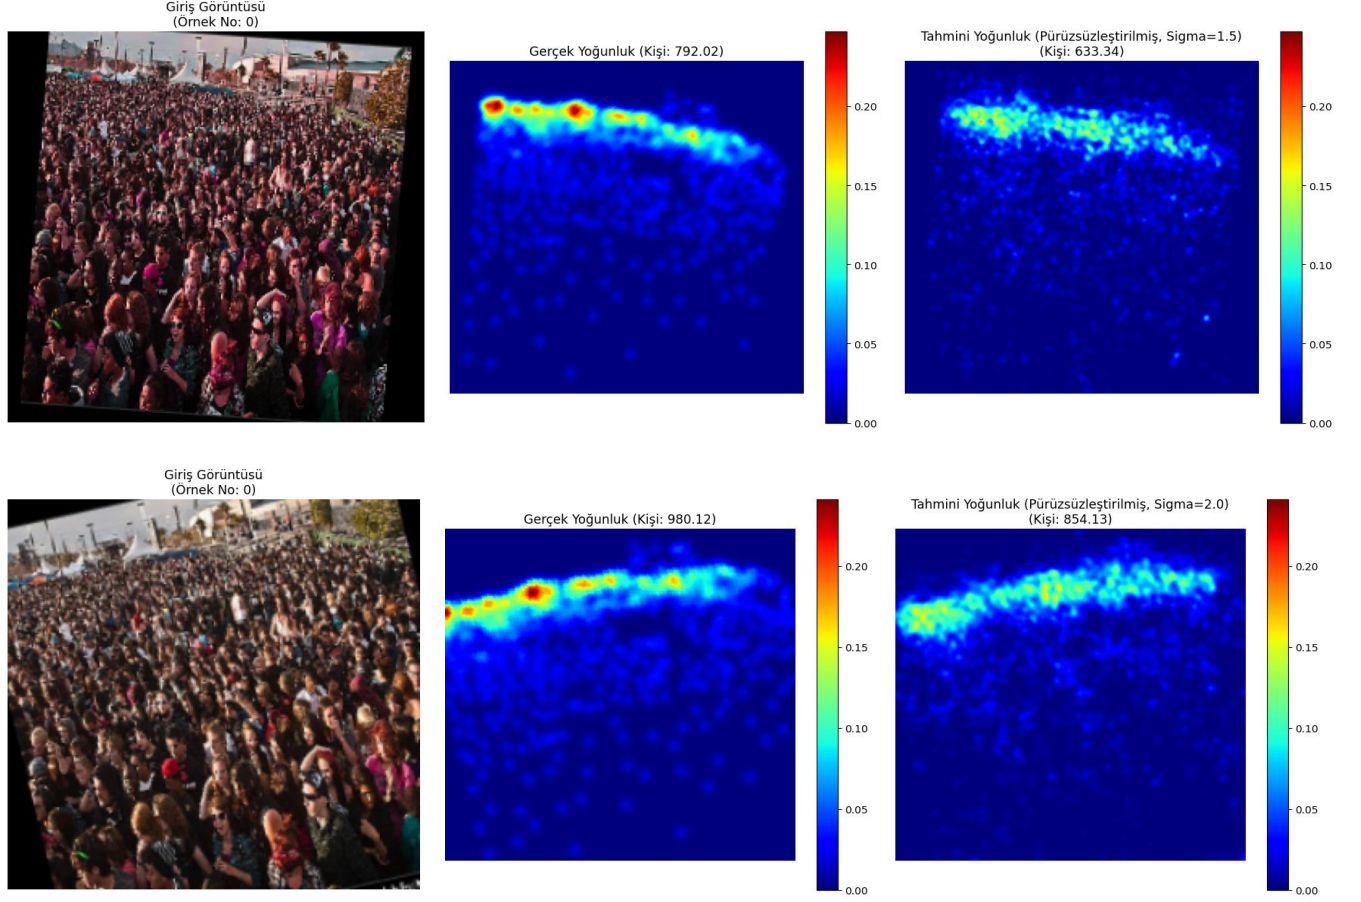 Giriş Görüntüsü
(Örnek No: 0)
Gerçek Yoğunluk (Kişi: 792.02)
0.20
0.15
0.10
0.05
0.00
Tahmini Yoğunluk (Pürüzsüzleştirilmiş, Sigma=1.5)
(Kişi: 633.34)
0.20
0.15
0.10
0.05
0.00
Giriş Görüntüsü
(Örnek No: 0)
Gerçek Yoğunluk (Kişi: 980.12)
0.20
0.15
0.10
0.05
0.00
Tahmini Yoğunluk (Pürüzsüzleştirilmiş, Sigma=2.0)
(Kişi: 854.13)
0.20
0.15
0.10
0.05
0.00